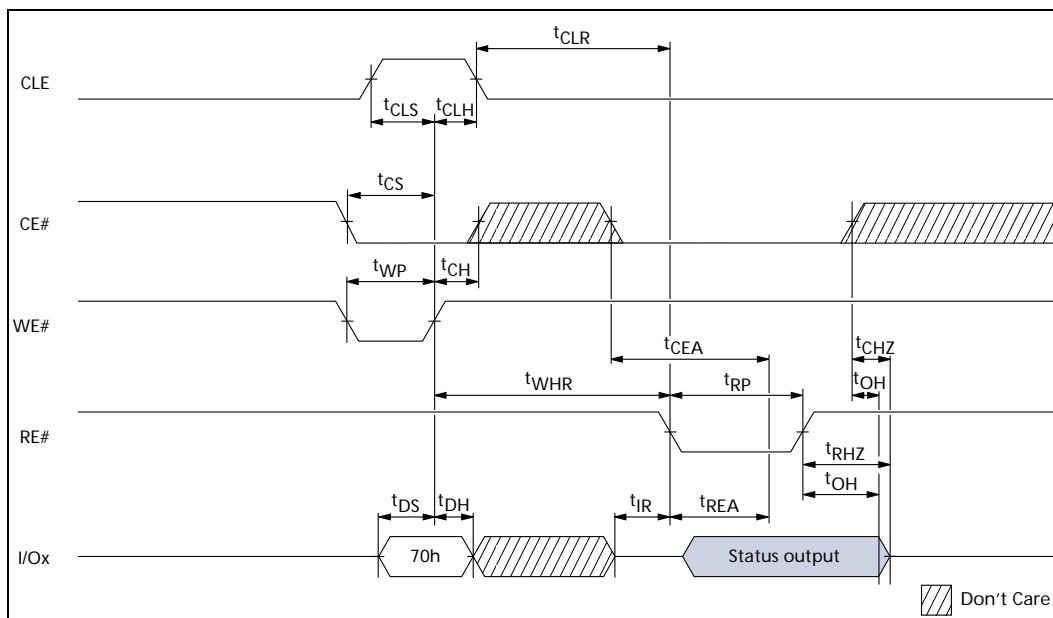 tCLR
CLE
tCLS tCLH
tCS
CE#
tWP tCH
WE#
tCEA tCHZ
tWHR tRP tOH
RE#
tRHZ
tOH
tDS tDH tIR tREA
I/Ox 70h Status output
Don't Care